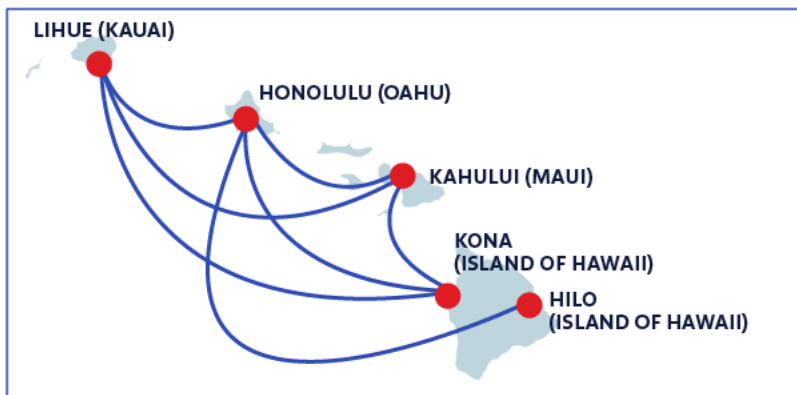 LIHUE (KAUAI)
HONOLULU (OAHU)
KAHULUI (MAUI)
KONA
(ISLAND OF HAWAII)
HILO
(ISLAND OF HAWAII)